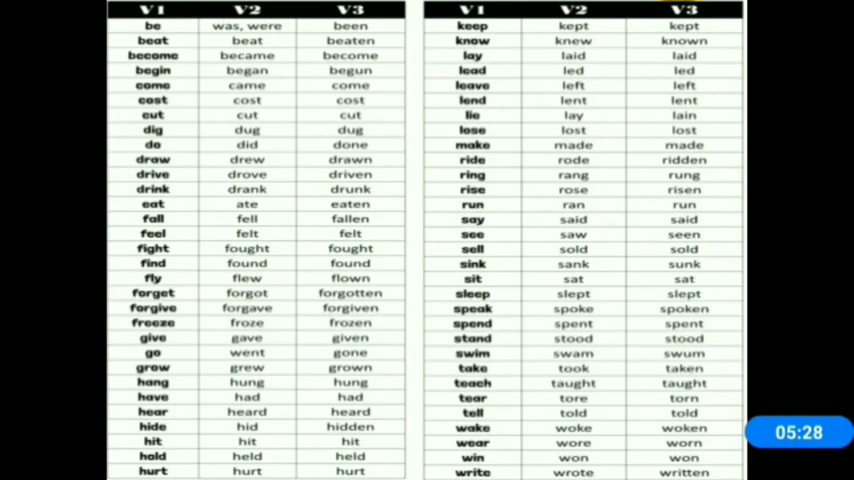 V1 V2 V3
be was, were been
beat beat beaten
become became become
begin began begun
come came come
cost cost cost
cut cut cut
dig dug dug
do did done
draw drew drawn
drive drove driven
drink drank drunk
eat ate eaten
fall fell fallen
feel felt felt
fight fought fought
find found found
fly flew flown
forget forgot forgotten
forgive forgave forgiven
freeze froze frozen
give gave given
go went gone
grow grew grown
hang hung hung
have had had
hear heard heard
hide hid hidden
hit hit hit
hold held held
hurt hurt hurt
V1 V2 V3
keep kept kept
know knew known
lay laid laid
lead led led
leave left left
lend lent lent
lie lay lain
lose lost lost
make made made
ride rode ridden
ring rang rung
rise rose risen
run ran run
say said said
see saw seen
sell sold sold
sink sank sunk
sit sat sat
sleep slept slept
speak spoke spoken
spend spent spent
stand stood stood
swim swam swum
take took taken
teach taught taught
tear tore torn
tell told told
wake woke woken
wear wore worn
win won won
write wrote written
05:28